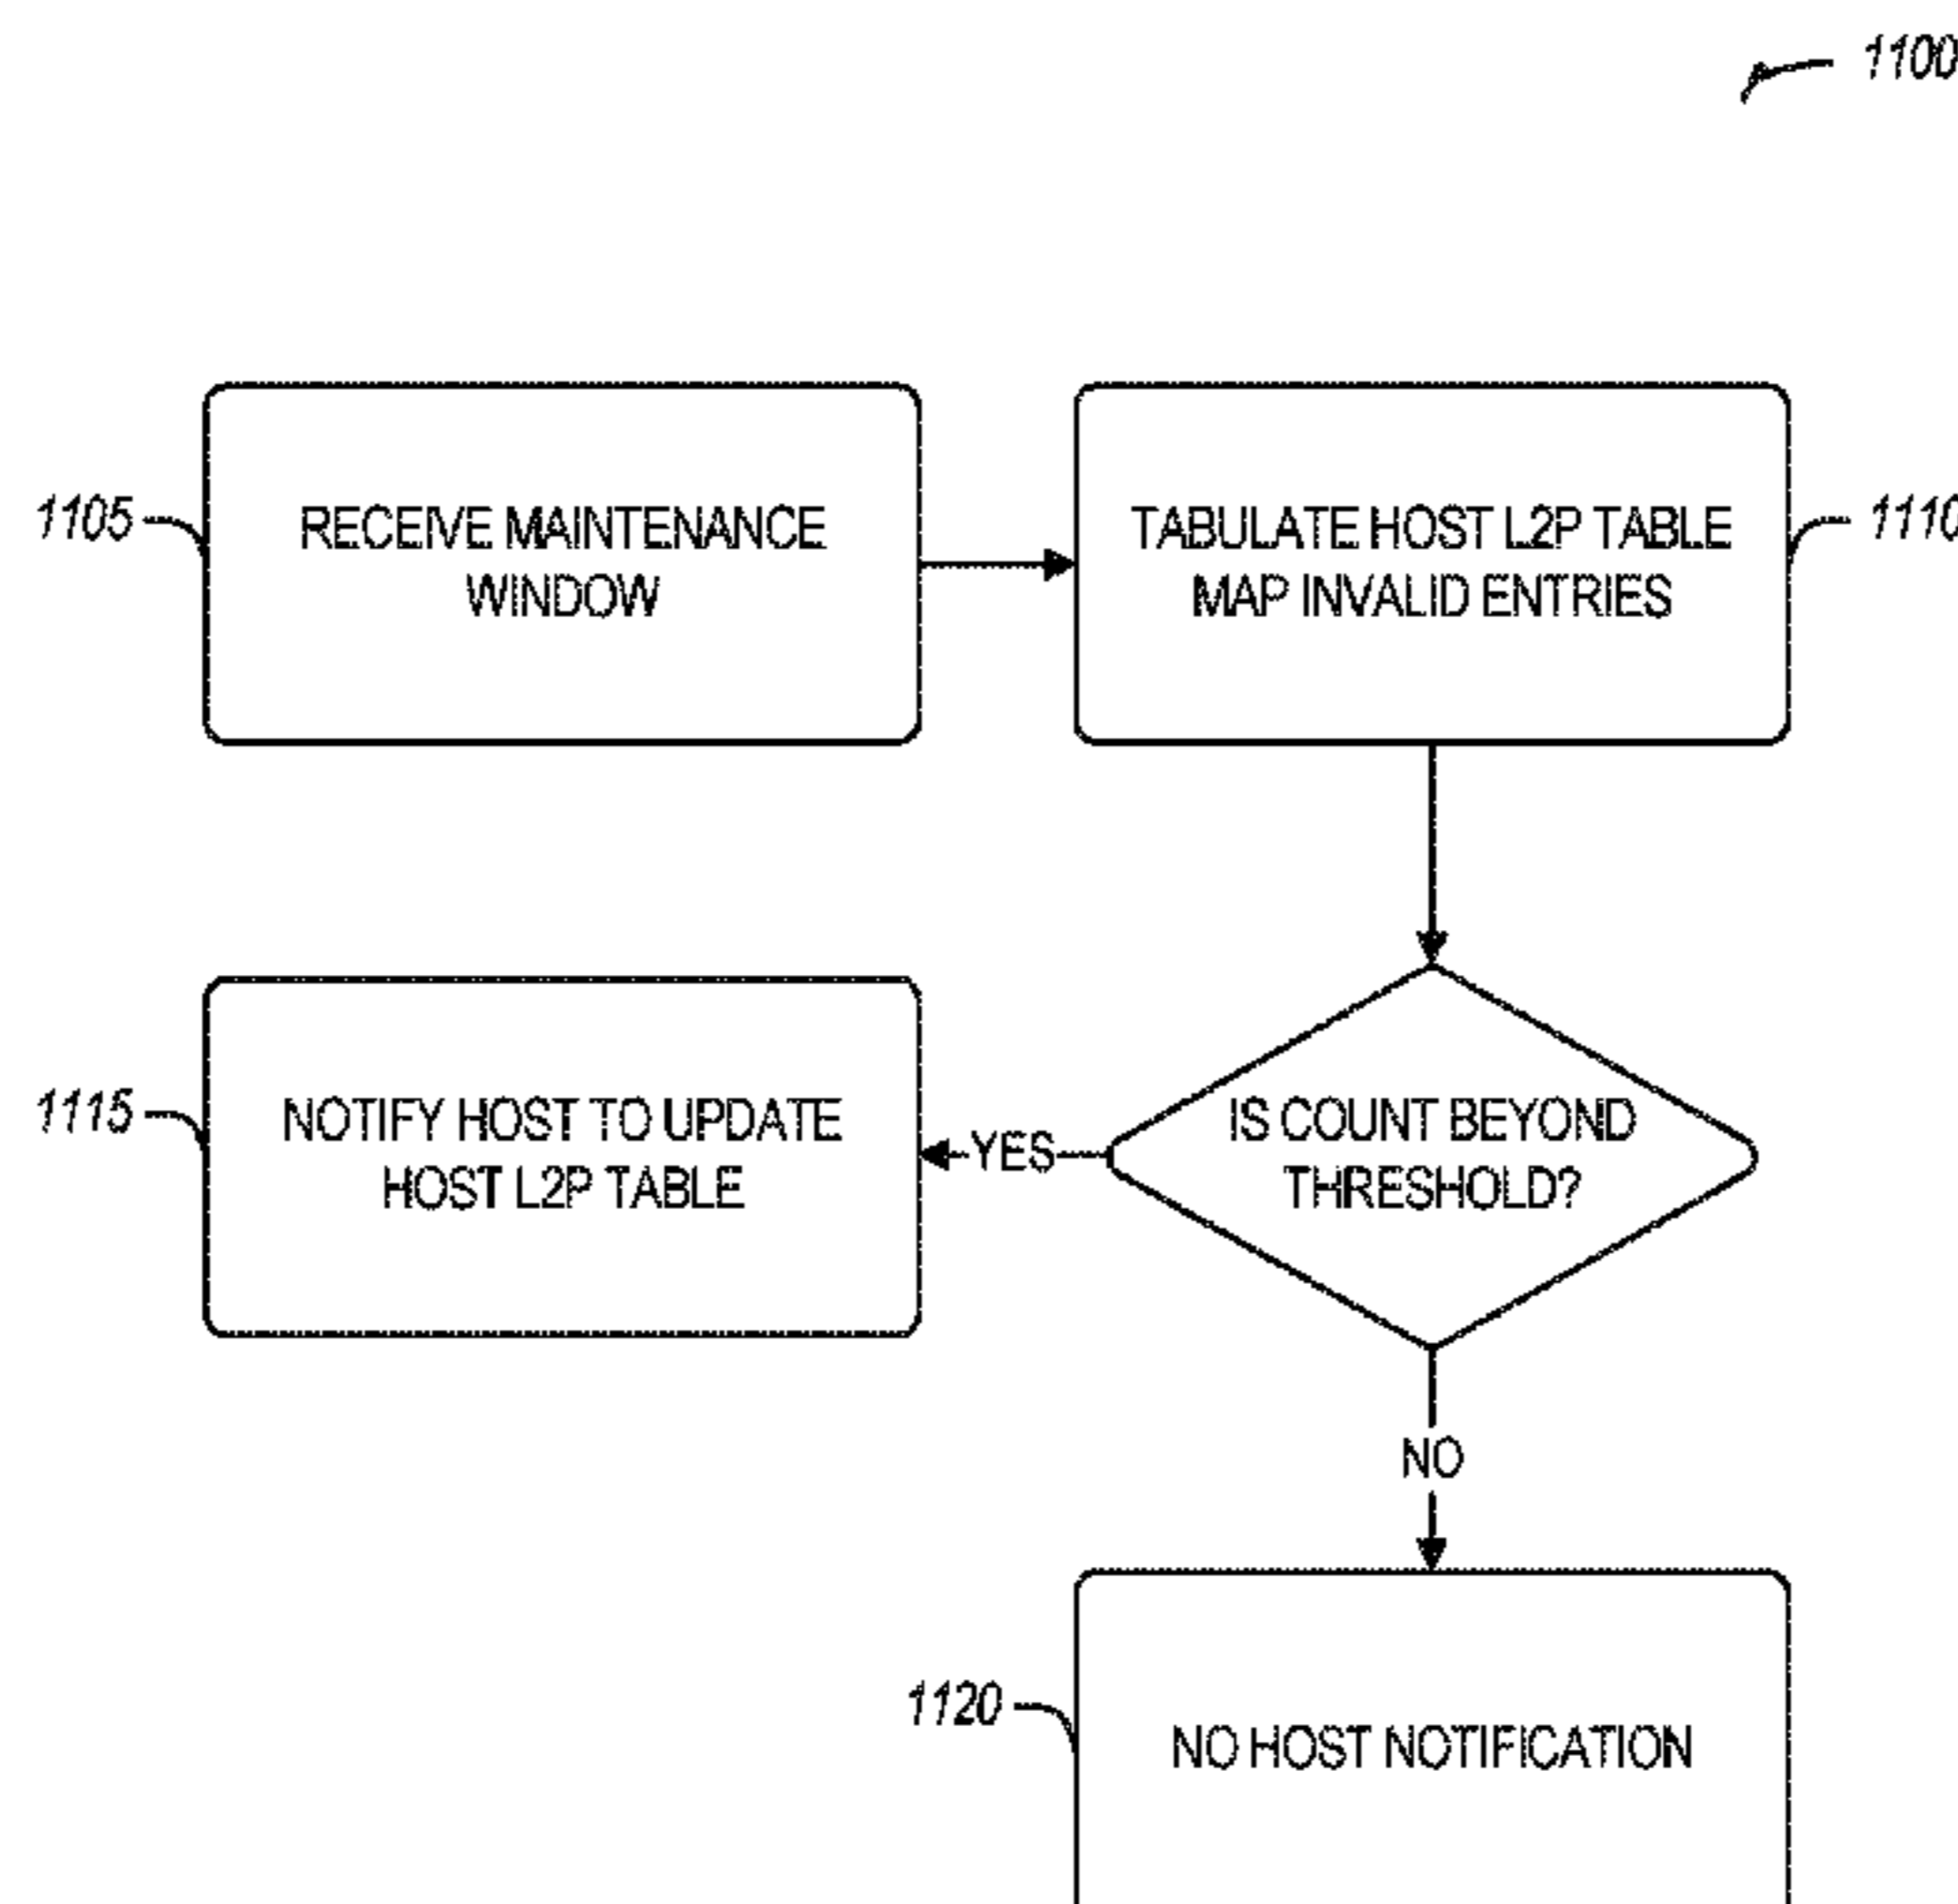 1100
1105
RECEIVE MAINTENANCE
WINDOW
TABULATE HOST L2P TABLE
MAP INVALID ENTRIES
1110
1115
NOTIFY HOST TO UPDATE
HOST L2P TABLE
YES
IS COUNT BEYOND
THRESHOLD?
NO
1120
NO HOST NOTIFICATION